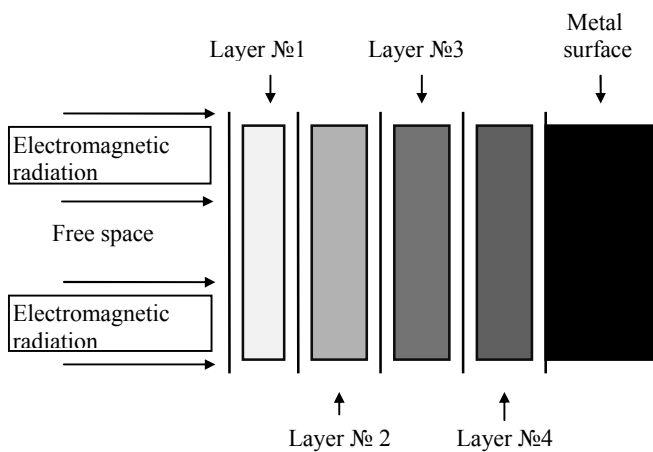 Metal
surface
Layer №1
Layer №3
Electromagnetic
radiation
Free space
Electromagnetic
radiation
Layer № 2
Layer №4